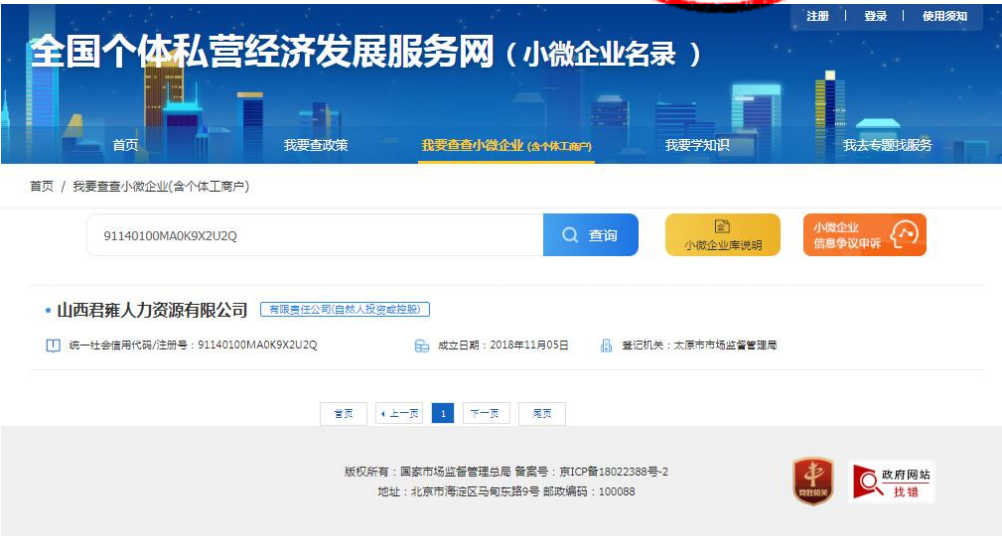 注册 | 登录 | 使用须知
全国个体私营经济发展服务网（小微企业名录）
首页 我要查政策 我要查查小微企业 (含个体工商户) 我要学知识 我去专题找服务
首页 / 我要查查小微企业(含个体工商户)
91140100MA0K9X2U2Q 查询 小微企业库说明 小微企业
信息争议申诉
• 山西君雍人力资源有限公司 有限责任公司(自然人投资或控股)
统一社会信用代码/注册号：91140100MA0K9X2U2Q 成立日期：2018年11月05日 登记机关：太原市市场监督管理局
首页 上一页 1 下一页 尾页
版权所有：国家市场监督管理总局 备案号：京ICP备18022388号-2
地址：北京市海淀区马甸东路9号 邮政编码：100088
党政机关
政府网站
找错